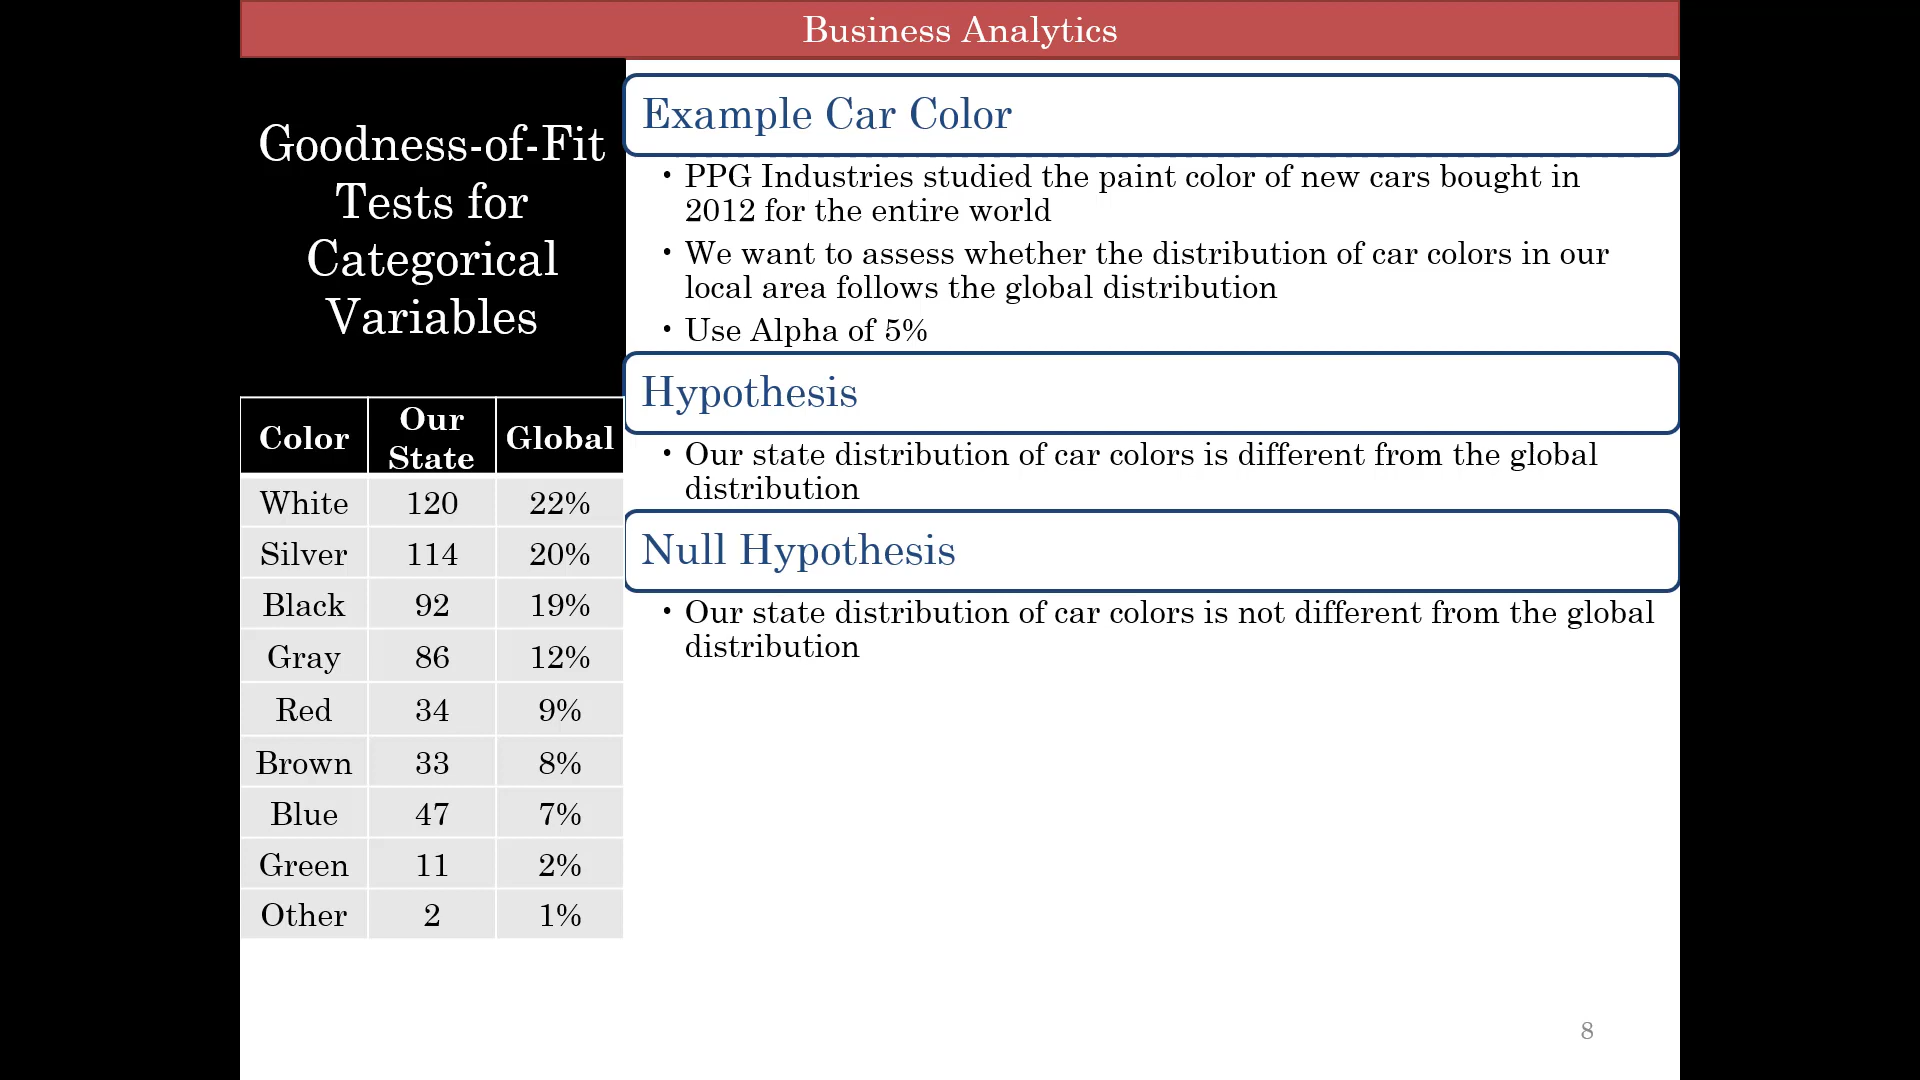 Business Analytics
Goodness-of-Fit
Tests for
Categorical
Variables
Color Our State Global
White 120 22%
Silver 114 20%
Black 92 19%
Gray 86 12%
Red 34 9%
Brown 33 8%
Blue 47 7%
Green 11 2%
Other 2 1%
Example Car Color
• PPG Industries studied the paint color of new cars bought in
2012 for the entire world
• We want to assess whether the distribution of car colors in our
local area follows the global distribution
• Use Alpha of 5%
Hypothesis
• Our state distribution of car colors is different from the global
distribution
Null Hypothesis
• Our state distribution of car colors is not different from the global
distribution
8